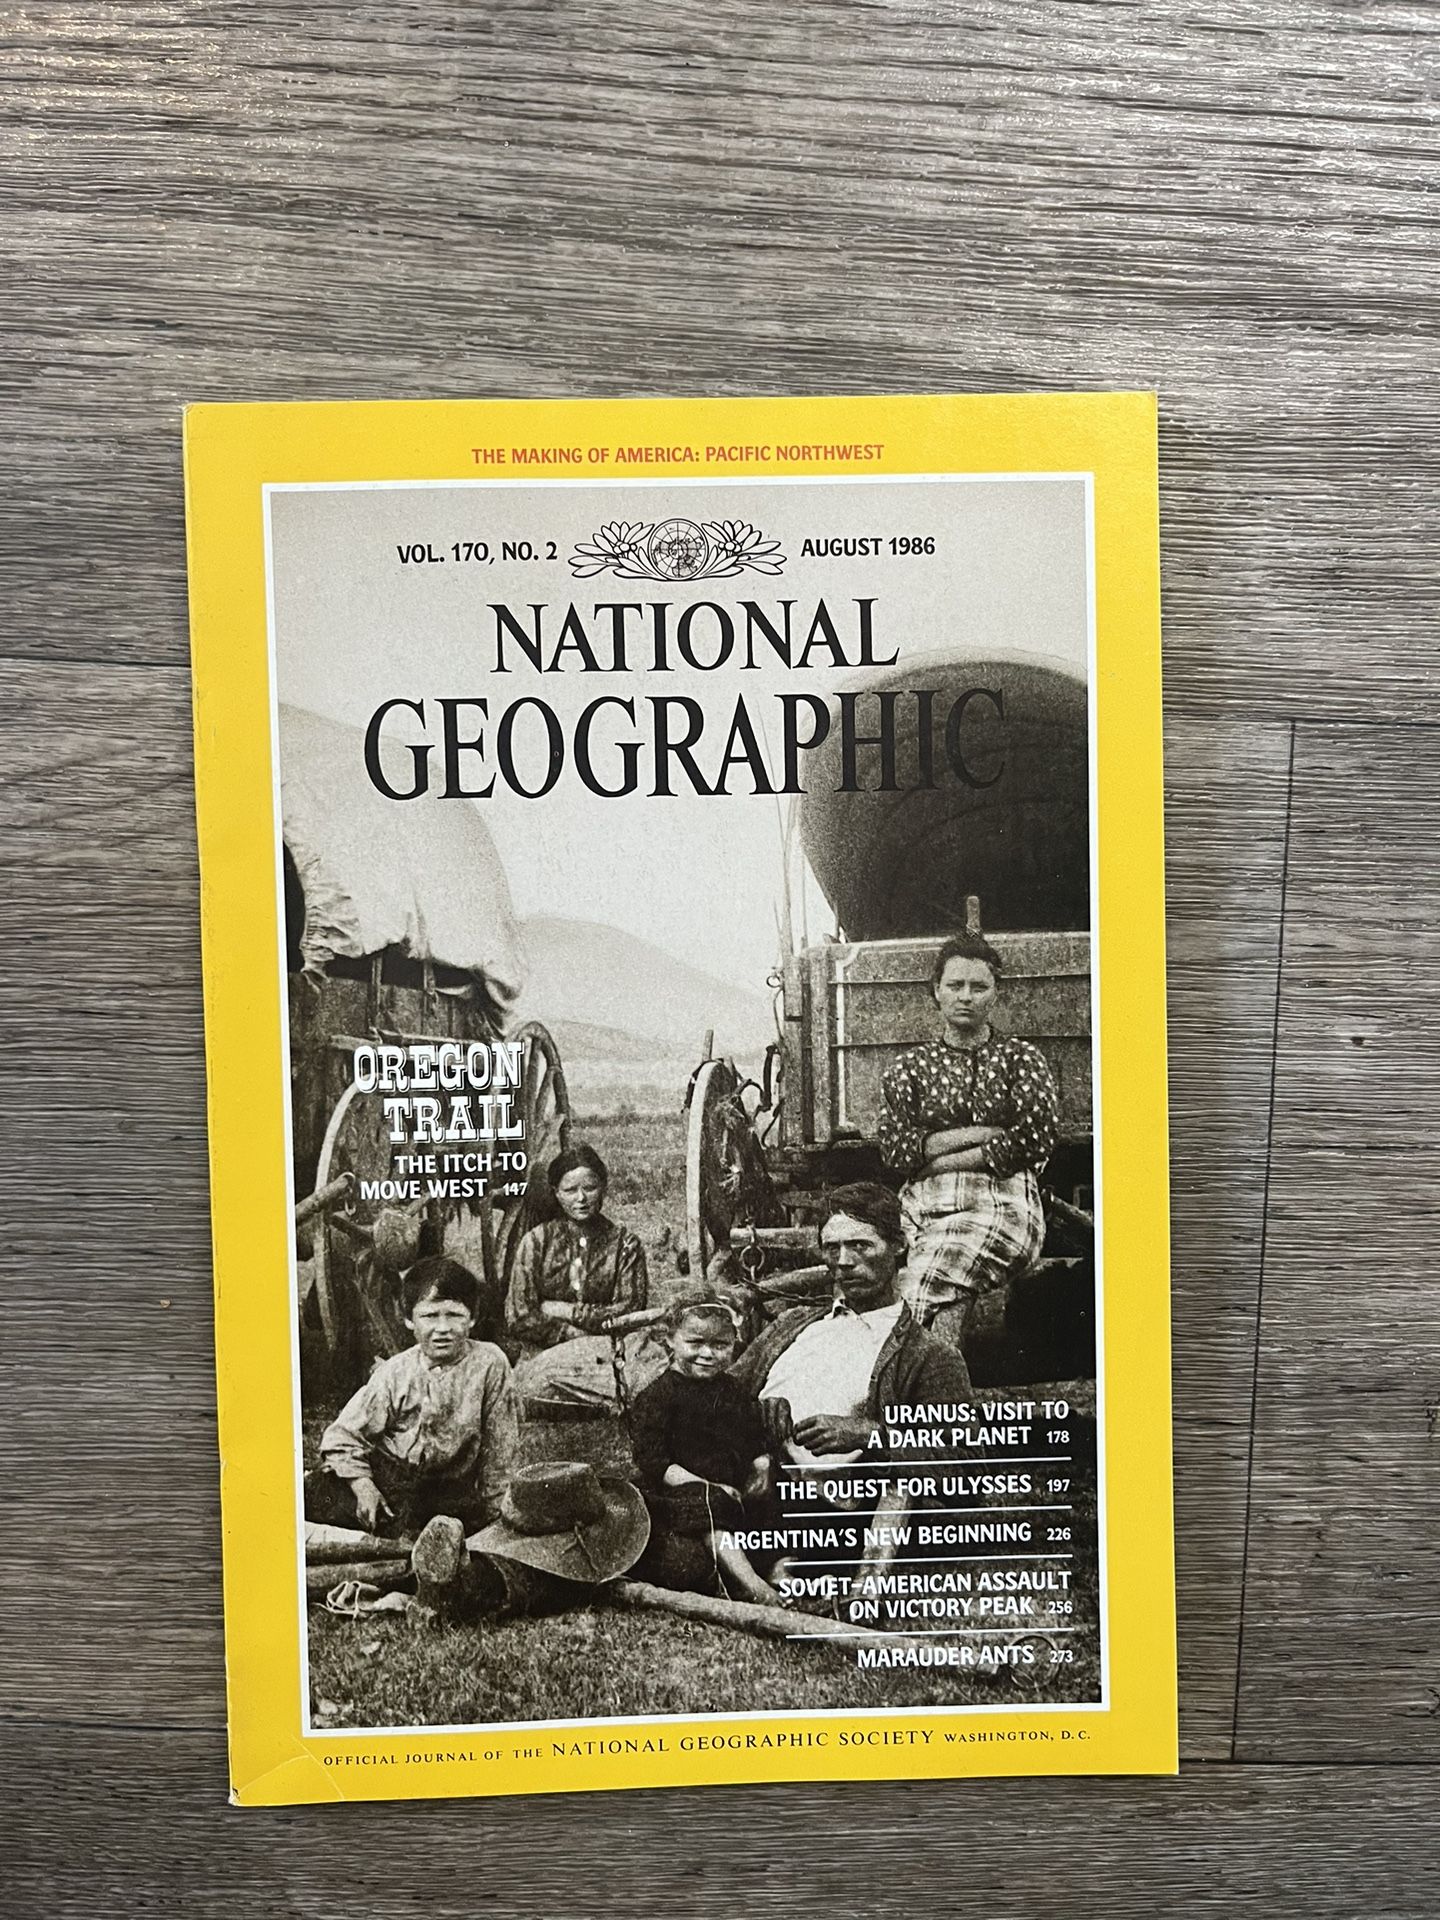 THE MAKING OF AMERICA: PACIFIC NORTHWEST
VOL. 170, NO. 2
AUGUST 1986
NATIONAL
GEOGRAPHIC
OREGON
TRAIL
THE ITCH TO
MOVE WEST 147
URANUS: VISIT TO
A DARK PLANET 178
THE QUEST FOR ULYSSES 197
ARGENTINA'S NEW BEGINNING 226
SOVIET–AMERICAN ASSAULT
ON VICTORY PEAK 256
MARAUDER ANTS 273
OFFICIAL JOURNAL OF THE NATIONAL GEOGRAPHIC SOCIETY WASHINGTON, D.C.